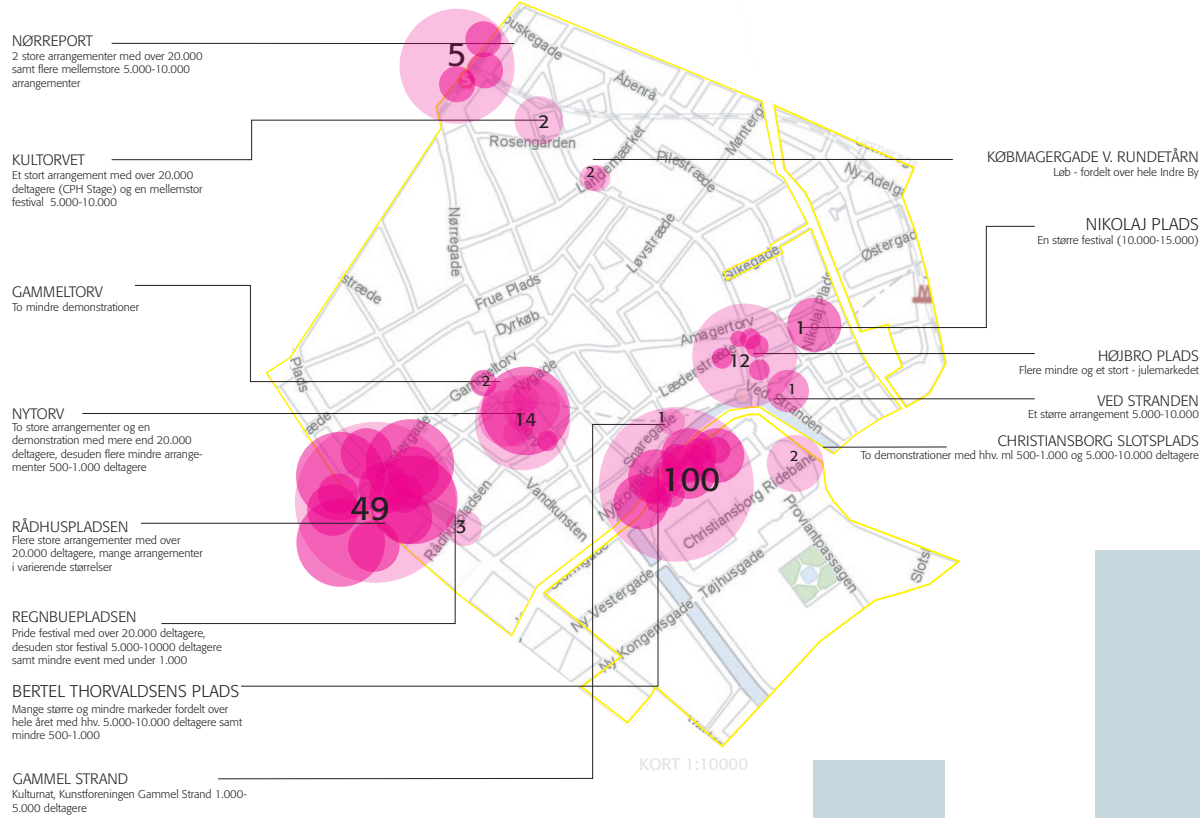 NØRREPORT
2 store arrangementer med over 20.000
samt flere mellemstore 5.000-10.000
arrangementer
KULTORVET
Et stort arrangement med over 20.000
deltagere (CPH Stage) og en mellemstor
festival 5.000-10.000
GAMMELTORV
To mindre demonstrationer
NYTORV
To store arrangementer og en
demonstration med mere end 20.000
deltagere, desuden flere mindre arrange-
menter 500-1.000 deltagere
RÅDHUSPLADSEN
Flere store arrangementer med over
20.000 deltagere, mange arrangementer
i varierende størrelser
REGNBUEPLADSEN
Pride festival med over 20.000 deltagere,
desuden stor festival 5.000-10000 deltagere
samt mindre event med under 1.000
BERTEL THORVALDSENS PLADS
Mange større og mindre markeder fordelt over
hele året med hhv. 5.000-10.000 deltagere samt
mindre 500-1.000
GAMMEL STRAND
Kulturnat, Kunstforeningen Gammel Strand 1.000-
5.000 deltagere
KØBMAGERGADE V. RUNDETÅRN
Løb - fordelt over hele Indre By
NIKOLAJ PLADS
En større festival (10.000-15.000)
HØJBRO PLADS
Flere mindre og et stort - julemarkedet
VED STRANDEN
Et større arrangement 5.000-10.000
CHRISTIANSBORG SLOTSPLADS
To demonstrationer med hhv. ml 500-1.000 og 5.000-10.000 deltagere
5
2
2
1
12
1
2
14
2
1
100
2
49
3
ouskegade
Åbenrå
Rosengården
Landemærket
Pilestræde
Møntergade
Ny Adelg
Østergad
Nørregade
Løvstræde
Silkegade
stræde
Frue Plads
Dyrkøb
Amagertorv
Nikolaj Plads
Plads
Gammeltorv
Nygade
Læderstræde
Ved Stranden
æde
Snaregade
Nybrogade
Vandkunsten
Rådhuspladsen
Christiansborg Ridebane
Proviantpassagen
Slots
Ny Vestergade
Tøjhusgade
Ny Kongensgade
KORT 1:10000